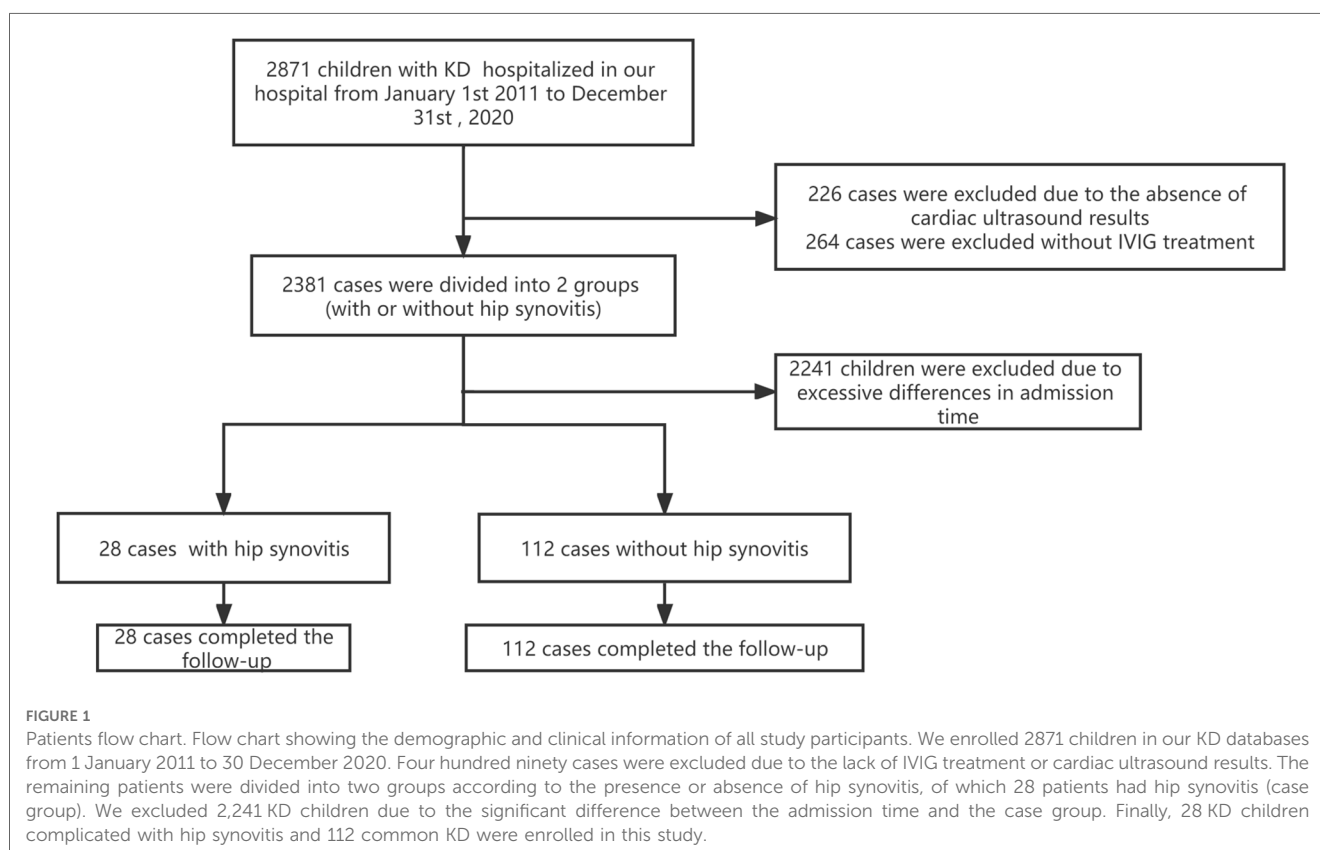 2871 children with KD hospitalized in our
hospital from January 1st 2011 to December
31st , 2020
226 cases were excluded due to the absence of
cardiac ultrasound results
264 cases were excluded without IVIG treatment
2381 cases were divided into 2 groups
(with or without hip synovitis)
2241 children were excluded due to
excessive differences in admission
time
28 cases with hip synovitis
112 cases without hip synovitis
28 cases completed the
follow-up
112 cases completed the follow-up
FIGURE 1
Patients flow chart. Flow chart showing the demographic and clinical information of all study participants. We enrolled 2871 children in our KD databases
from 1 January 2011 to 30 December 2020. Four hundred ninety cases were excluded due to the lack of IVIG treatment or cardiac ultrasound results. The
remaining patients were divided into two groups according to the presence or absence of hip synovitis, of which 28 patients had hip synovitis (case
group). We excluded 2,241 KD children due to the significant difference between the admission time and the case group. Finally, 28 KD children
complicated with hip synovitis and 112 common KD were enrolled in this study.